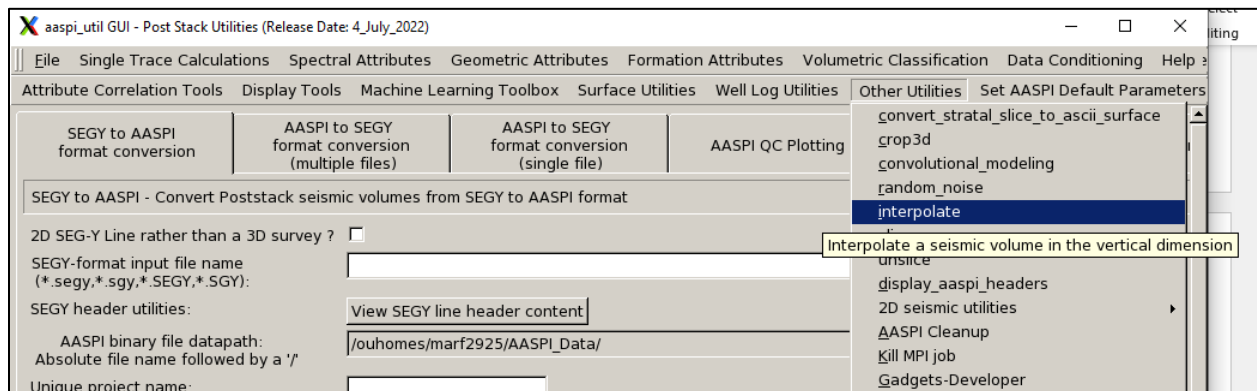 aaspi_util GUI - Post Stack Utilities (Release Date: 4_July_2022)
iting
File Single Trace Calculations Spectral Attributes Geometric Attributes Formation Attributes Volumetric Classification Data Conditioning Help
Attribute Correlation Tools Display Tools Machine Learning Toolbox Surface Utilities Well Log Utilities Other Utilities Set AASPI Default Parameters
SEGY to AASPI
format conversion
AASPI to SEGY
format conversion
(multiple files)
AASPI to SEGY
format conversion
(single file)
AASPI QC Plotting
convert_stratal_slice_to_ascii_surface
crop3d
convolutional_modeling
random_noise
interpolate
Interpolate a seismic volume in the vertical dimension
unslice
display_aaspi_headers
2D seismic utilities
AASPI Cleanup
Kill MPI job
Gadgets-Developer
SEGY to AASPI - Convert Poststack seismic volumes from SEGY to AASPI format
2D SEG-Y Line rather than a 3D survey ?
SEGY-format input file name
(*.segy,*.sgy,*.SEGY,*.SGY):
SEGY header utilities:
View SEGY line header content
AASPI binary file datapath:
Absolute file name followed by a '/'
/ouhomes/marf2925/AASPI_Data/
Unique project name: